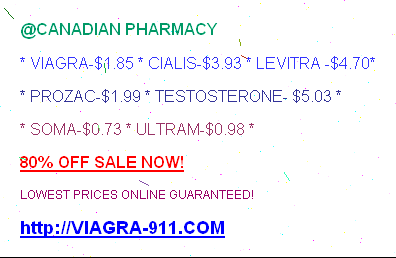 @CANADIAN PHARMACY
* VIAGRA-$1.85 * CIALIS-$3.93 * LEVITRA -$4.70*
* PROZAC-$1.99 * TESTOSTERONE- $5.03 *
* SOMA-$0.73 * ULTRAM-$0.98 *
80% OFF SALE NOW!
LOWEST PRICES ONLINE GUARANTEED!
http://VIAGRA-911.COM